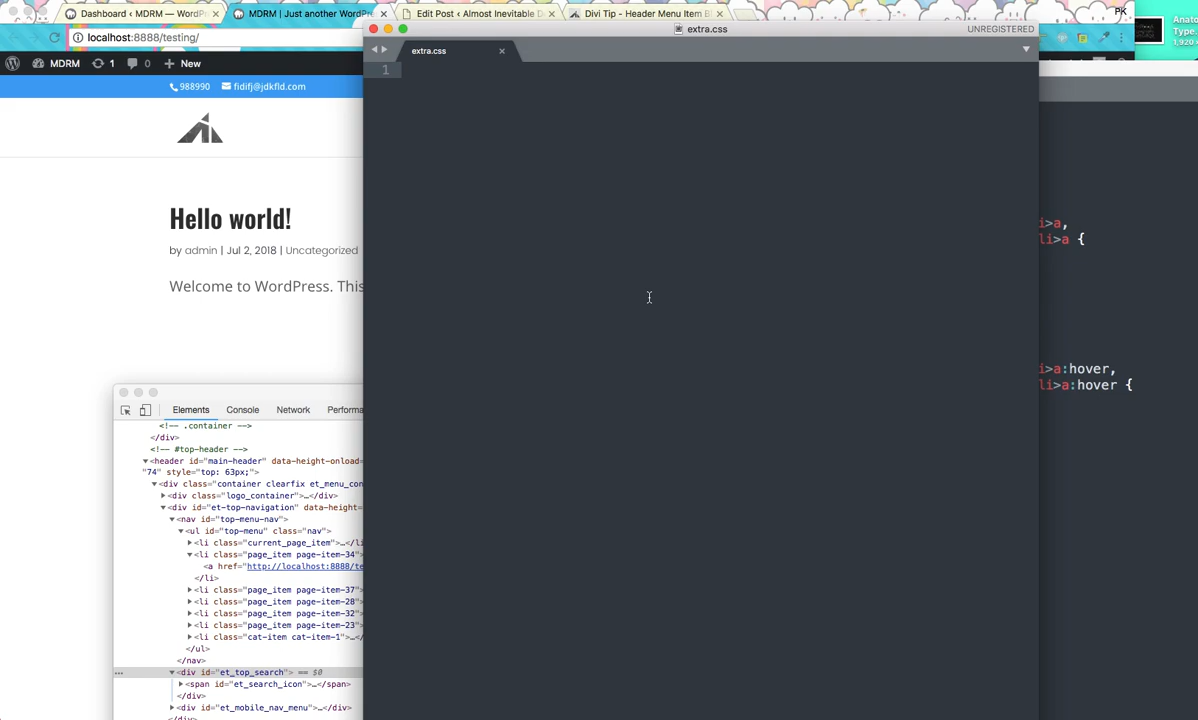 Dashboard ‹ MDRM — WordPr
MDRM | Just another WordPre
Edit Post ‹ Almost Inevitable D
Divi Tip - Header Menu Item B
PK
Anato
Type.
1,920
localhost:8888/testing/
extra.css
UNREGISTERED
MDRM
1
0
New
extra.css
1
988990
fidifj@jdkfld.com
Hello world!
by admin | Jul 2, 2018 | Uncategorized
Welcome to WordPress. This
i>a,
li>a {
i>a:hover,
li>a:hover {
Elements Console Network Performa
<!-- .container -->
</div>
<!-- #top-header -->
<header id="main-header" data-height-onload=
"74" style="top: 63px;">
<div class="container clearfix et_menu_con
<div class="logo_container">…</div>
<div id="et-top-navigation" data-height=
<nav id="top-menu-nav">
<ul id="top-menu" class="nav">
<li class="current_page_item">…</li
<li class="page_item page-item-34"
<a href="http://localhost:8888/te
</li>
<li class="page_item page-item-37"
<li class="page_item page-item-28"
<li class="page_item page-item-32"
<li class="page_item page-item-23"
<li class="cat-item cat-item-1">…</
</ul>
</nav>
… <div id="et_top_search"> == $0
<span id="et_search_icon">…</span>
</div>
<div id="et_mobile_nav_menu">…</div>
</div>